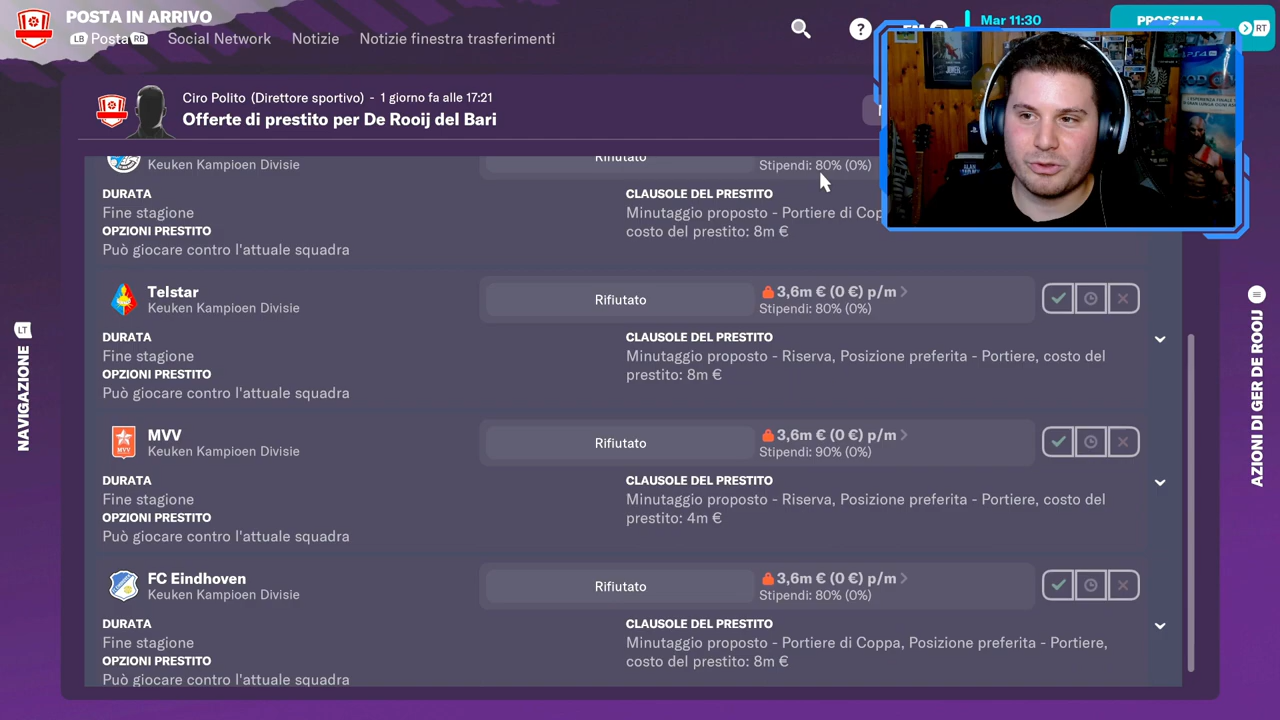 POSTA IN ARRIVO
LB Posta RB Social Network Notizie Notizie finestra trasferimenti
?
Mar 11:30
PROSSIMA
RT
Ciro Polito (Direttore sportivo) - 1 giorno fa alle 17:21
Offerte di prestito per De Rooij del Bari
Keuken Kampioen Divisie
Rifiutato
Stipendi: 80% (0%)
DURATA
Fine stagione
OPZIONI PRESTITO
Può giocare contro l'attuale squadra
CLAUSOLE DEL PRESTITO
Minutaggio proposto - Portiere di
costo del prestito: 8m €
Telstar
Keuken Kampioen Divisie
Rifiutato
3,6m € (0 €) p/m
Stipendi: 80% (0%)
DURATA
Fine stagione
OPZIONI PRESTITO
Può giocare contro l'attuale squadra
CLAUSOLE DEL PRESTITO
Minutaggio proposto - Riserva, Posizione preferita - Portiere, costo del
prestito: 8m €
MVV
Keuken Kampioen Divisie
Rifiutato
3,6m € (0 €) p/m
Stipendi: 90% (0%)
DURATA
Fine stagione
OPZIONI PRESTITO
Può giocare contro l'attuale squadra
CLAUSOLE DEL PRESTITO
Minutaggio proposto - Riserva, Posizione preferita - Portiere, costo del
prestito: 4m €
FC Eindhoven
Keuken Kampioen Divisie
Rifiutato
3,6m € (0 €) p/m
Stipendi: 80% (0%)
DURATA
Fine stagione
OPZIONI PRESTITO
Può giocare contro l'attuale squadra
CLAUSOLE DEL PRESTITO
Minutaggio proposto - Portiere di Coppa, Posizione preferita - Portiere,
costo del prestito: 8m €
NAVIGAZIONE LT
AZIONI DI GER DE ROOIJ
JOKER
PS4